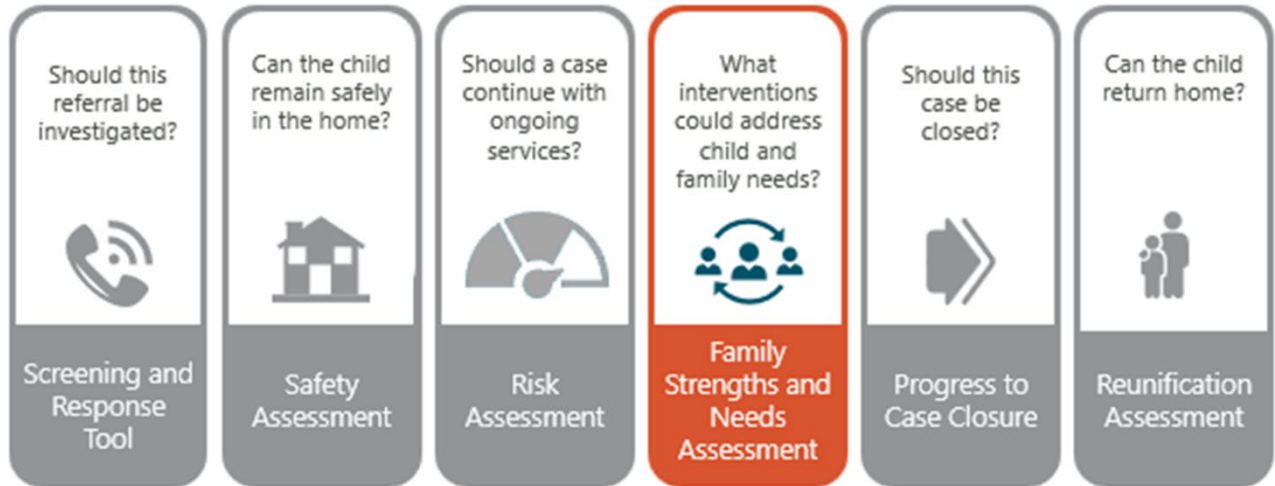 Should this
referral be
investigated?
Screening and
Response
Tool
Can the child
remain safely
in the home?
Safety
Assessment
Should a case
continue with
ongoing
services?
Risk
Assessment
What
interventions
could address
child and
family needs?
Family
Strengths and
Needs
Assessment
Should this
case be
closed?
Progress to
Case Closure
Can the child
return home?
Reunification
Assessment